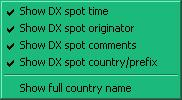 Show DX spot time
Show DX spot originator
Show DX spot comments
Show DX spot country/prefix
Show full country name